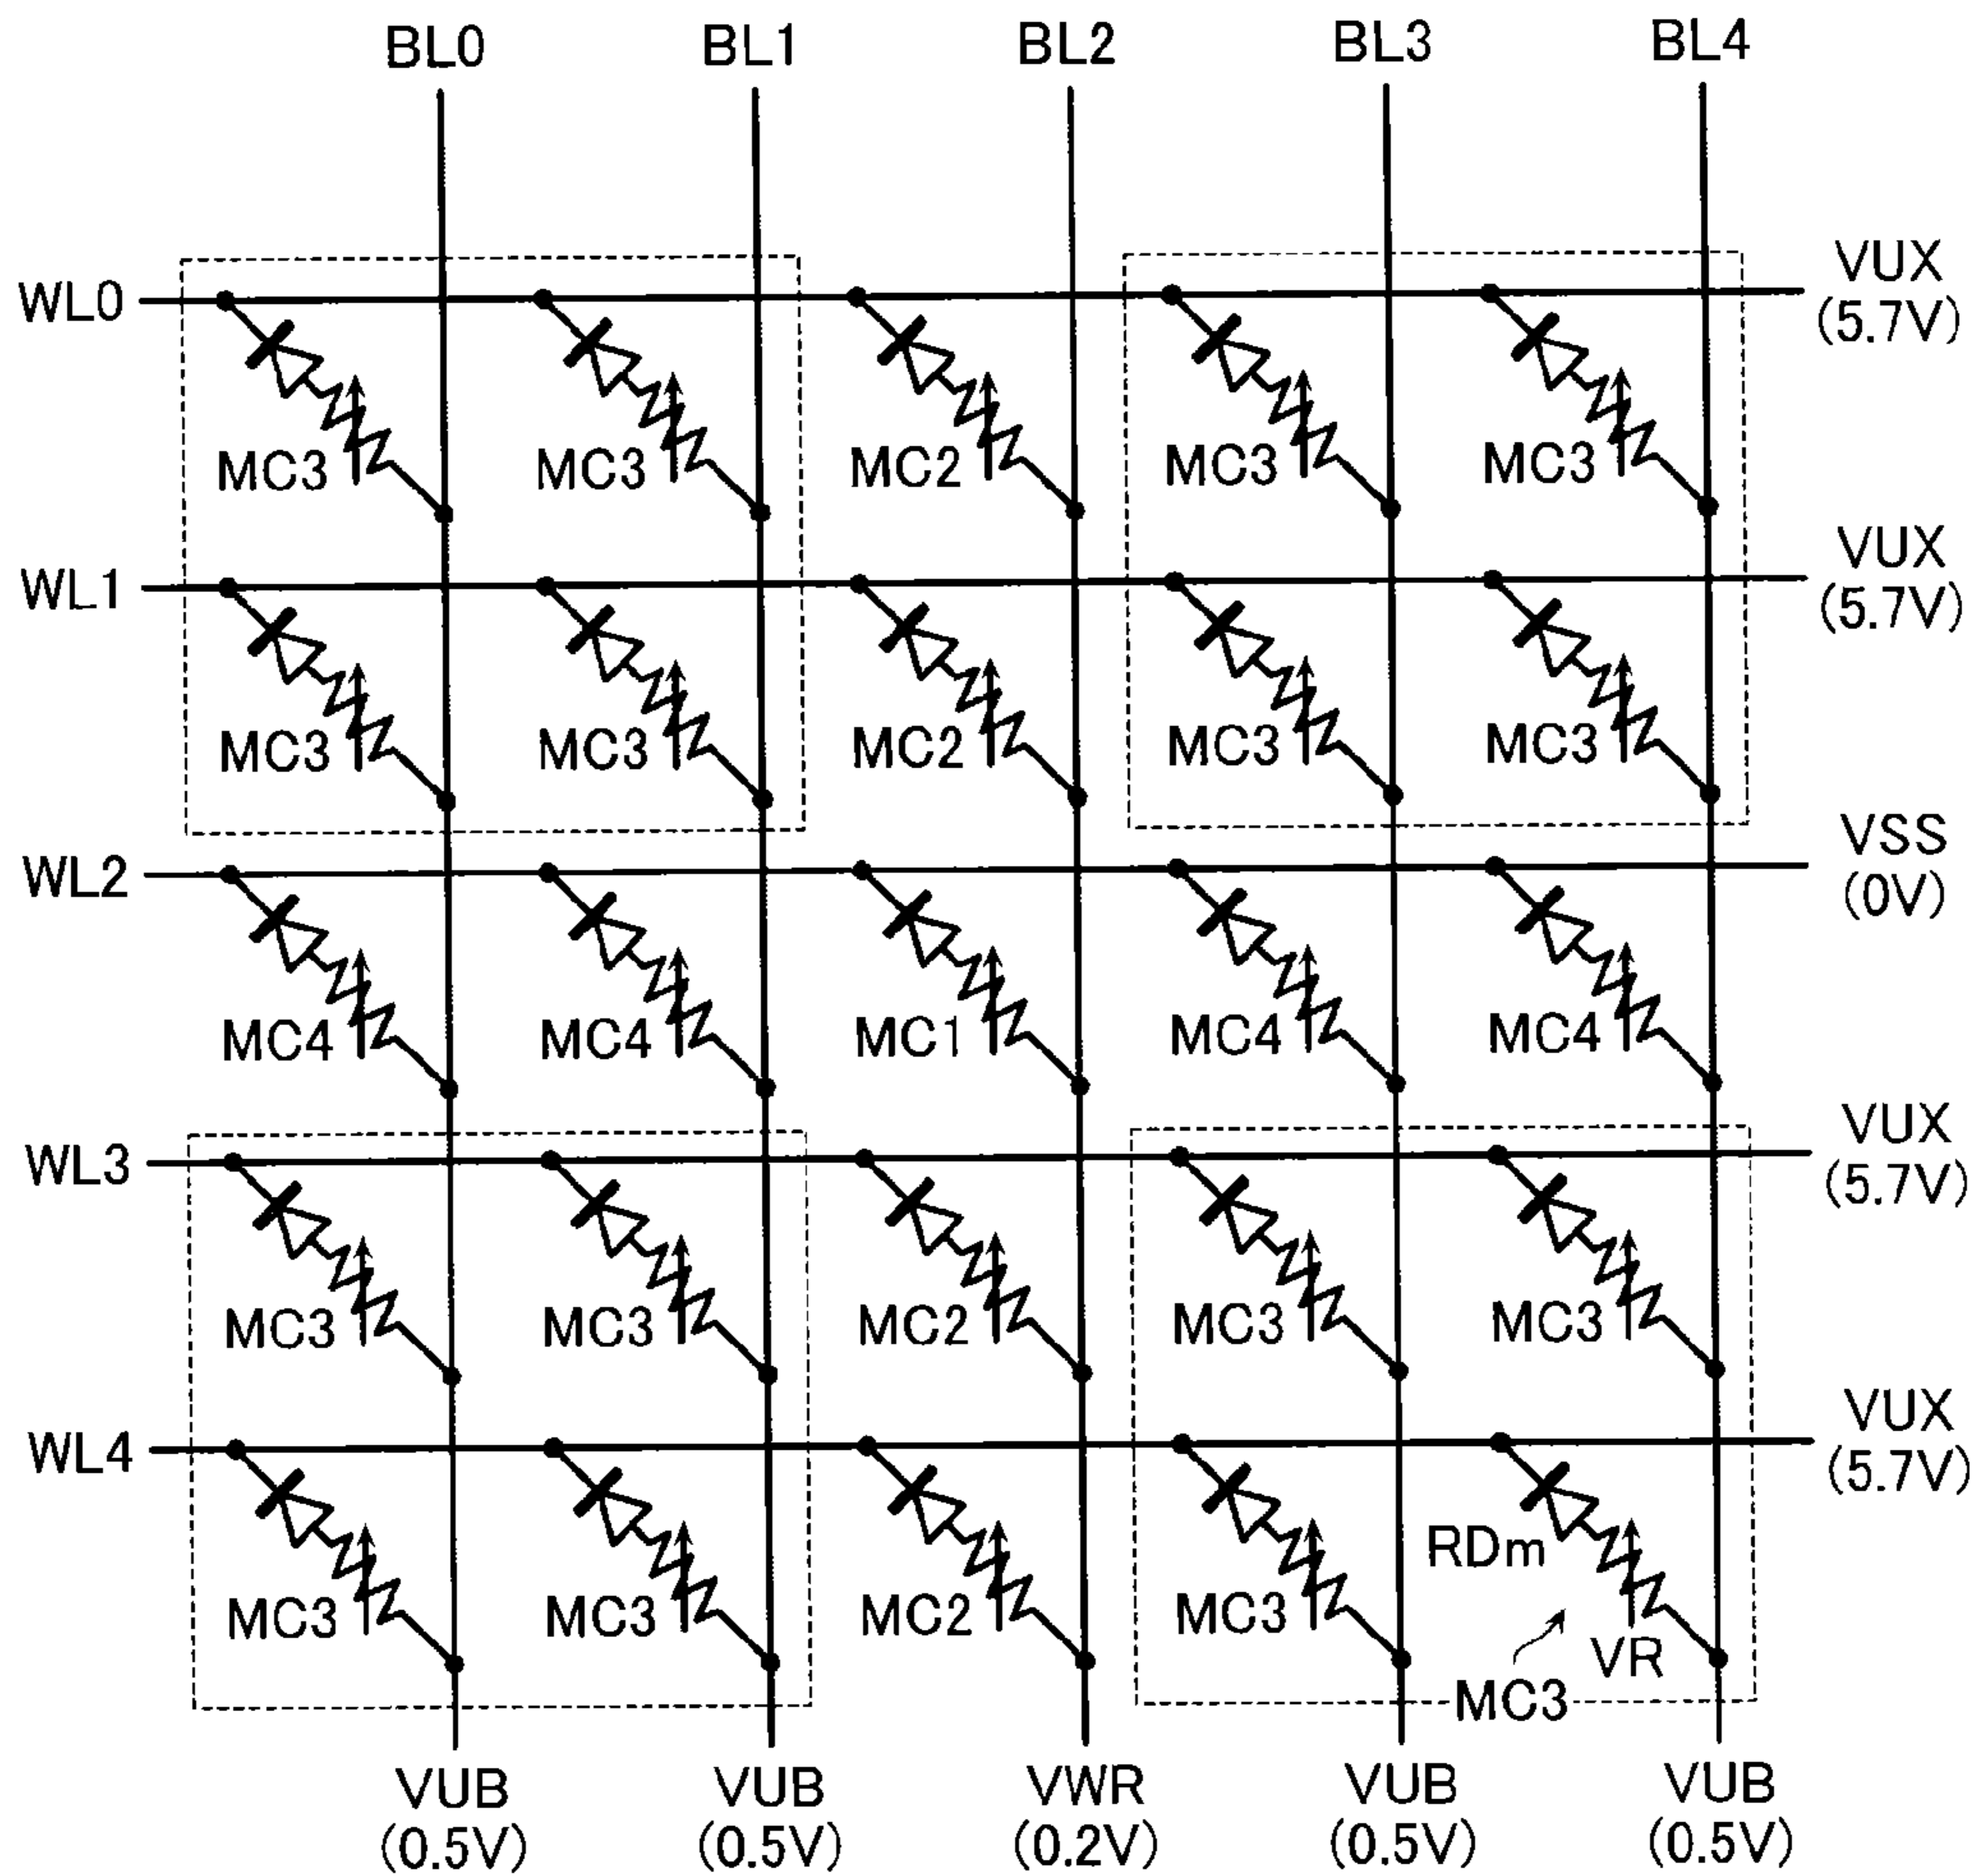 BL0 BL1 BL2 BL3 BL4
WL0 VUX
(5.7V)
MC3 MC3 MC2 MC3 MC3
WL1 VUX
(5.7V)
MC3 MC3 MC2 MC3 MC3
WL2 VSS
(0V)
MC4 MC4 MC1 MC4 MC4
WL3 VUX
(5.7V)
MC3 MC3 MC2 MC3 MC3
WL4 VUX
(5.7V)
RDm
MC3 MC3 MC2 MC3 VR
MC3
VUB VUB VWR VUB VUB
(0.5V) (0.5V) (0.2V) (0.5V) (0.5V)